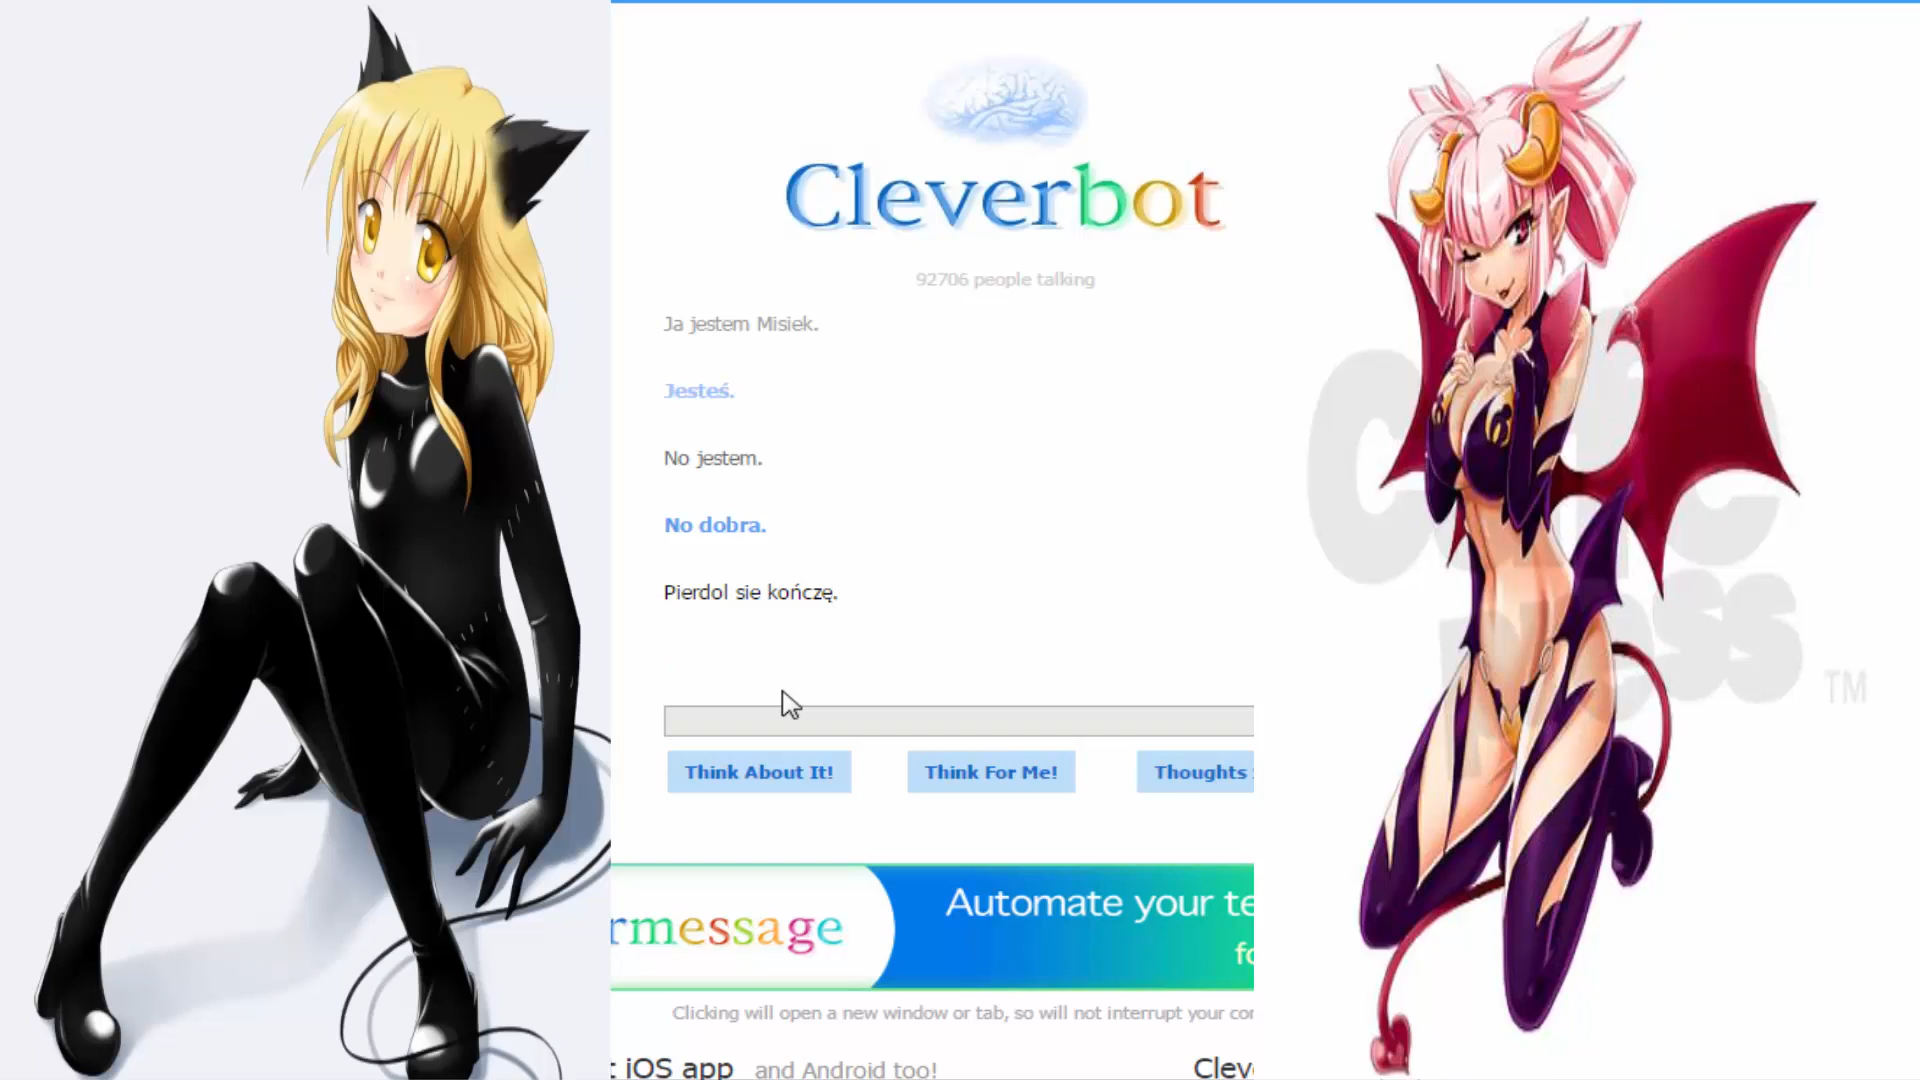 Cleverbot
92706 people talking
Ja jestem Misiek.
Jesteś.
No jestem.
No dobra.
Pierdol sie kończę.
Think About It!
Think For Me!
Thoughts
rmessage
Automate your te
fo
Clicking will open a new window or tab, so will not interrupt your cor
iOS app and Android too!
Clev
TM